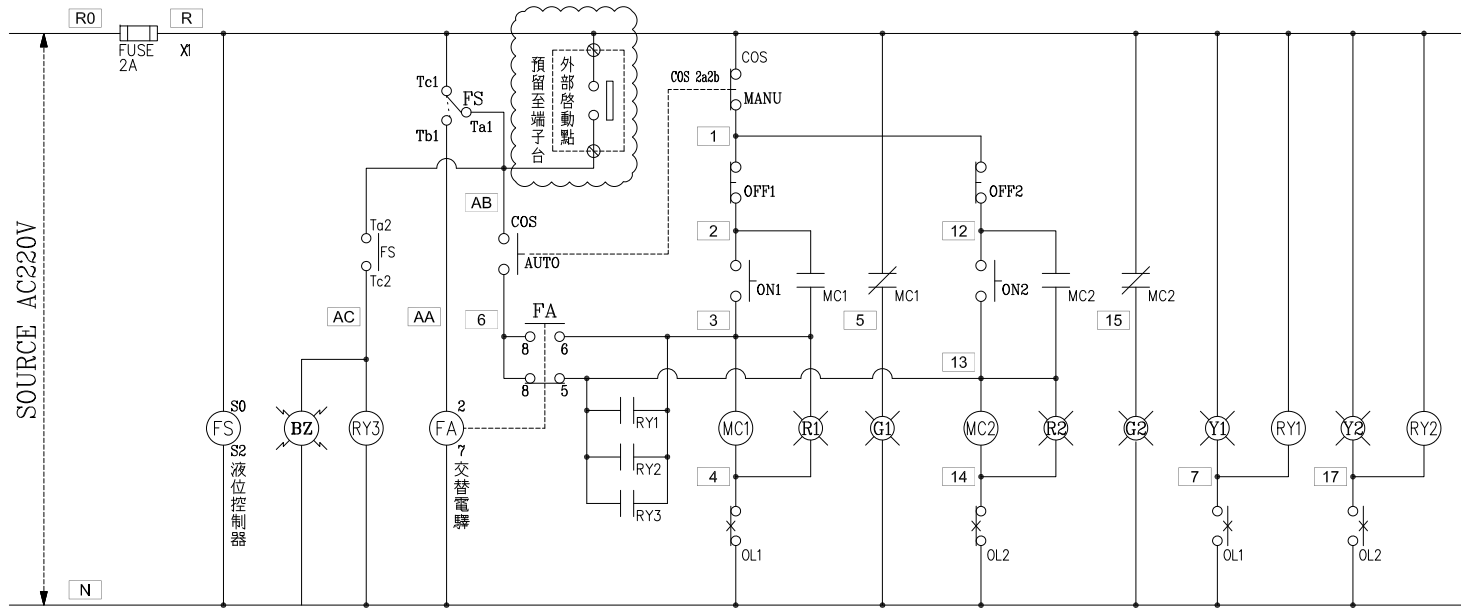 R0
R
FUSE
2A
X1
SOURCE AC220V
N
FS
S0
S2
液位控制器
BZ
RY3
AC
Ta2
FS
Tc2
Tc1
FS
Ta1
Tb1
AA
FA
2
7
交替電驛
預留至端子台
外部啓動點
AB
COS
AUTO
6
FA
8
6
8
5
RY1
RY2
RY3
COS 2a2b
COS
MANU
1
OFF1
2
ON1
MC1
3
MC1
R1
4
OL1
MC1
5
G1
OFF2
12
ON2
MC2
13
MC2
R2
14
OL2
MC2
15
G2
Y1
RY1
7
OL1
Y2
RY2
17
OL2